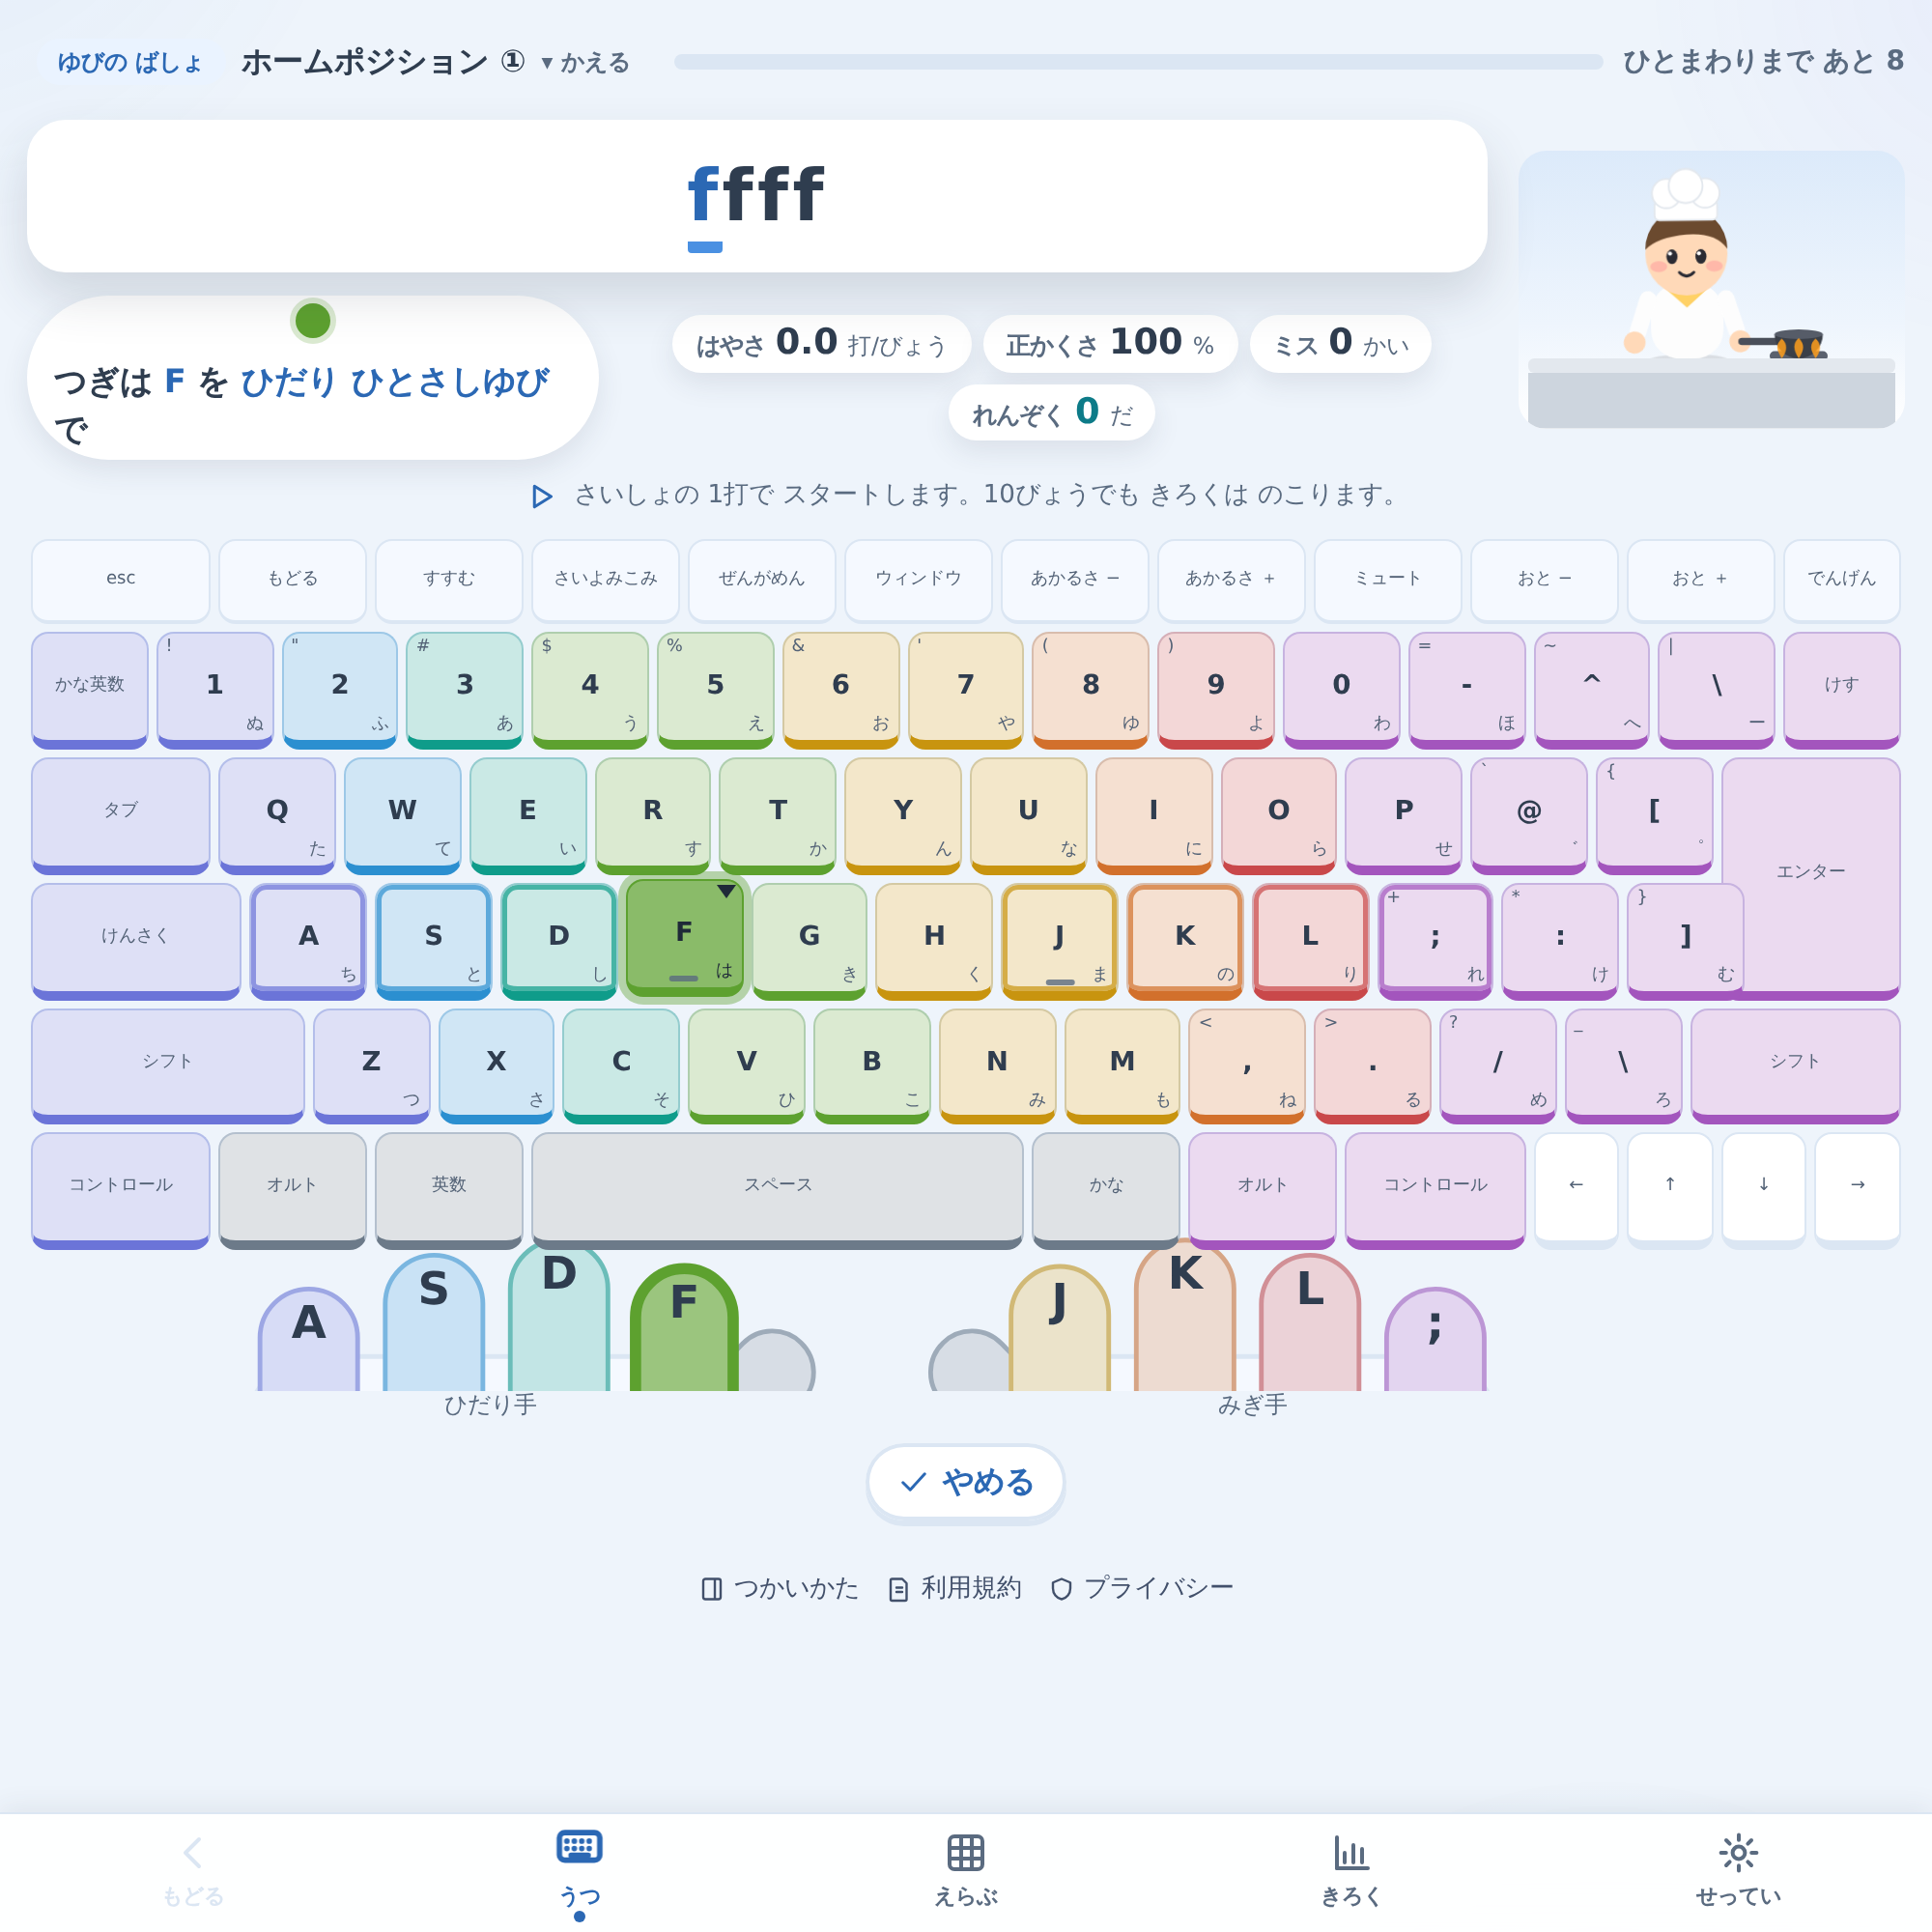 ゆびの ばしょ ホームポジション ① ▼ かえる ひとまわりまで あと 8
ffff
つぎは F を ひだり ひとさしゆび
で
はやさ 0.0 打/びょう 正かくさ 100 % ミス 0 かい
れんぞく 0 だ
さいしょの 1打で スタートします。10びょうでも きろくは のこります。
esc もどる すすむ さいよみこみ ぜんがめん ウィンドウ あかるさ − あかるさ + ミュート おと − おと + でんげん
かな英数 ! 1 ぬ " 2 ふ # 3 あ $ 4 う % 5 え & 6 お ' 7 や ( 8 ゆ ) 9 よ 0 わ = - ほ ~ ^ へ | \ ー けす
タブ Q た W て E い R す T か Y ん U な I に O ら P せ ` @ ゛ { [ ゜ エンター
けんさく A ち S と D し F は G き H く J ま K の L り + ; れ * : け } ] む
シフト Z つ X さ C そ V ひ B こ N み M も < , ね > . る ? / め _ \ ろ シフト
コントロール オルト 英数 スペース かな オルト コントロール ← ↑ ↓ →
A S D F J K L ;
ひだり手 みぎ手
やめる
つかいかた 利用規約 プライバシー
もどる うつ えらぶ きろく せってい